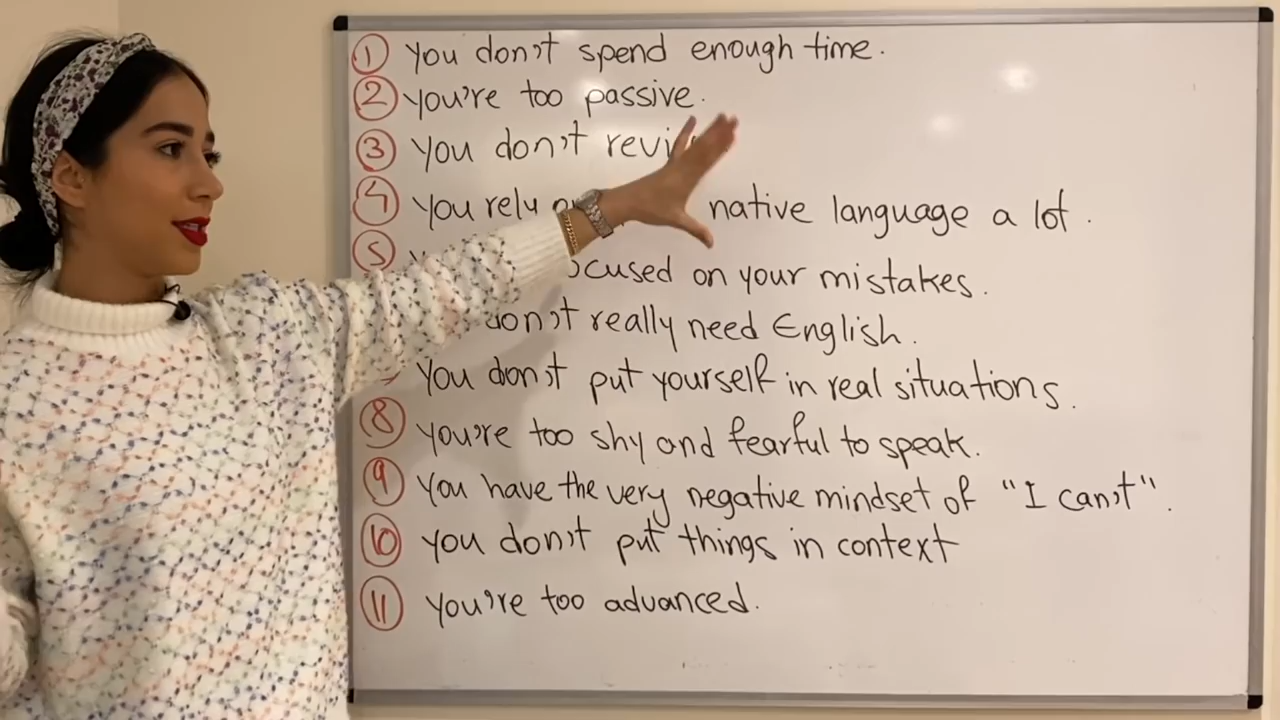 1 You don't spend enough time.
2 You're too passive.
3 You don't
4 You rely native language a lot.
5 on your mistakes.
really need English.
You don't put yourself in real situations.
8 You're too shy and fearful to speak.
9 You have the very negative mindset of "I can't".
10 You don't put things in context
11 You're too advanced.